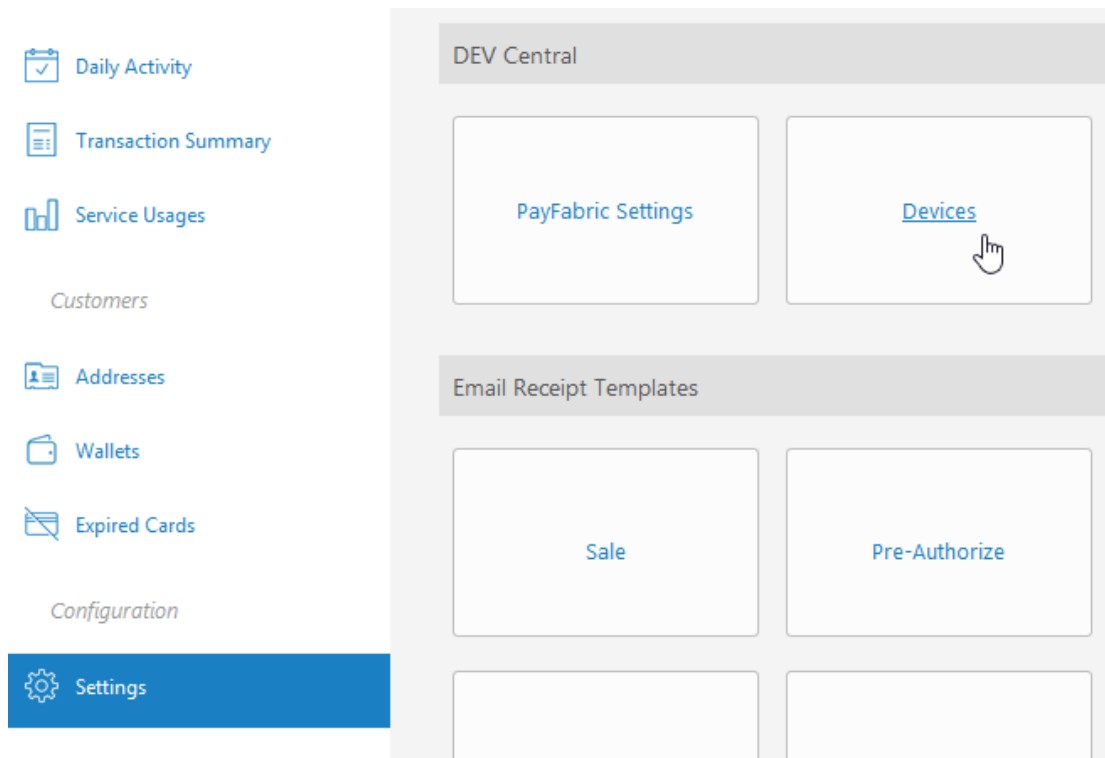 Daily Activity
Transaction Summary
Service Usages
Customers
Addresses
Wallets
Expired Cards
Configuration
Settings
DEV Central
PayFabric Settings
Devices
Email Receipt Templates
Sale
Pre-Authorize